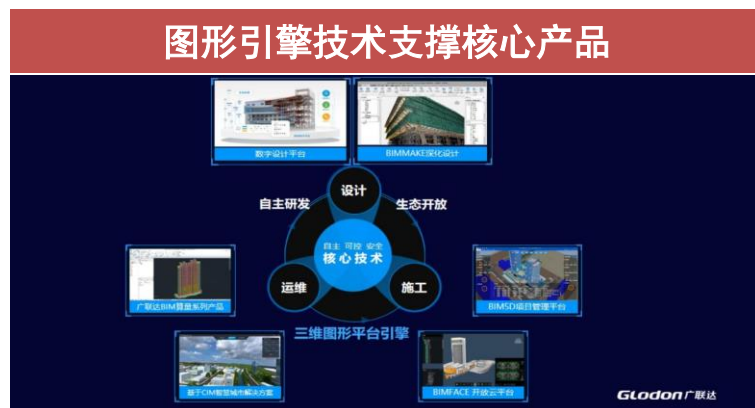 图形引擎技术支撑核心产品
数字设计平台
BIMMAKE深化设计
设计
自主研发
生态开放
自主 可控 安全
核心技术
运维
施工
广联达BIM算量系列产品
BIM5D项目管理平台
三维图形平台引擎
基于CIM智慧城市解决方案
BIMFACE 开放云平台
GLODON广联达